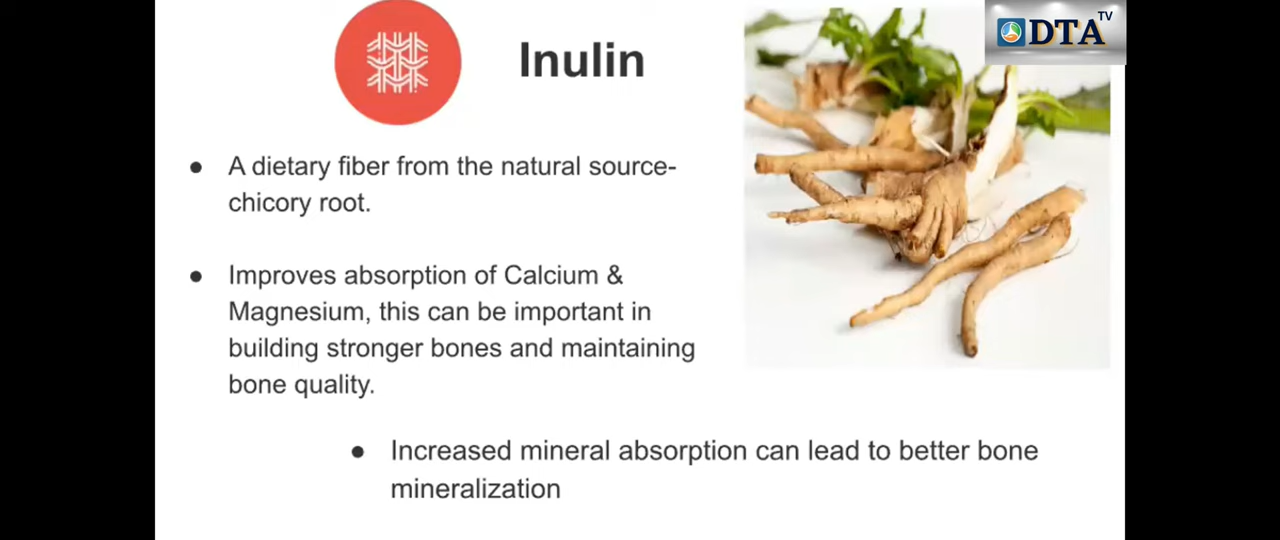 DTA TV
Inulin
● A dietary fiber from the natural source-
chicory root.
● Improves absorption of Calcium &
Magnesium, this can be important in
building stronger bones and maintaining
bone quality.
● Increased mineral absorption can lead to better bone
mineralization